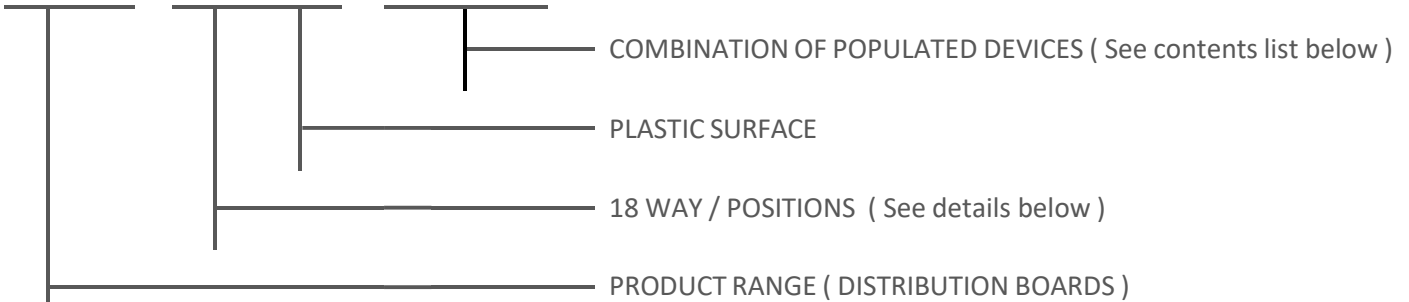 COMBINATION OF POPULATED DEVICES ( See contents list below )
PLASTIC SURFACE
18 WAY / POSITIONS ( See details below )
PRODUCT RANGE ( DISTRIBUTION BOARDS )